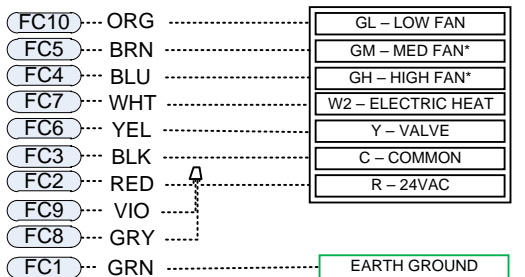 FC10 ORG GL – LOW FAN
FC5 BRN GM – MED FAN*
FC4 BLU GH – HIGH FAN*
FC7 WHT W2 – ELECTRIC HEAT
FC6 YEL Y – VALVE
FC3 BLK C – COMMON
FC2 RED R – 24VAC
FC9 VIO
FC8 GRY
FC1 GRN EARTH GROUND